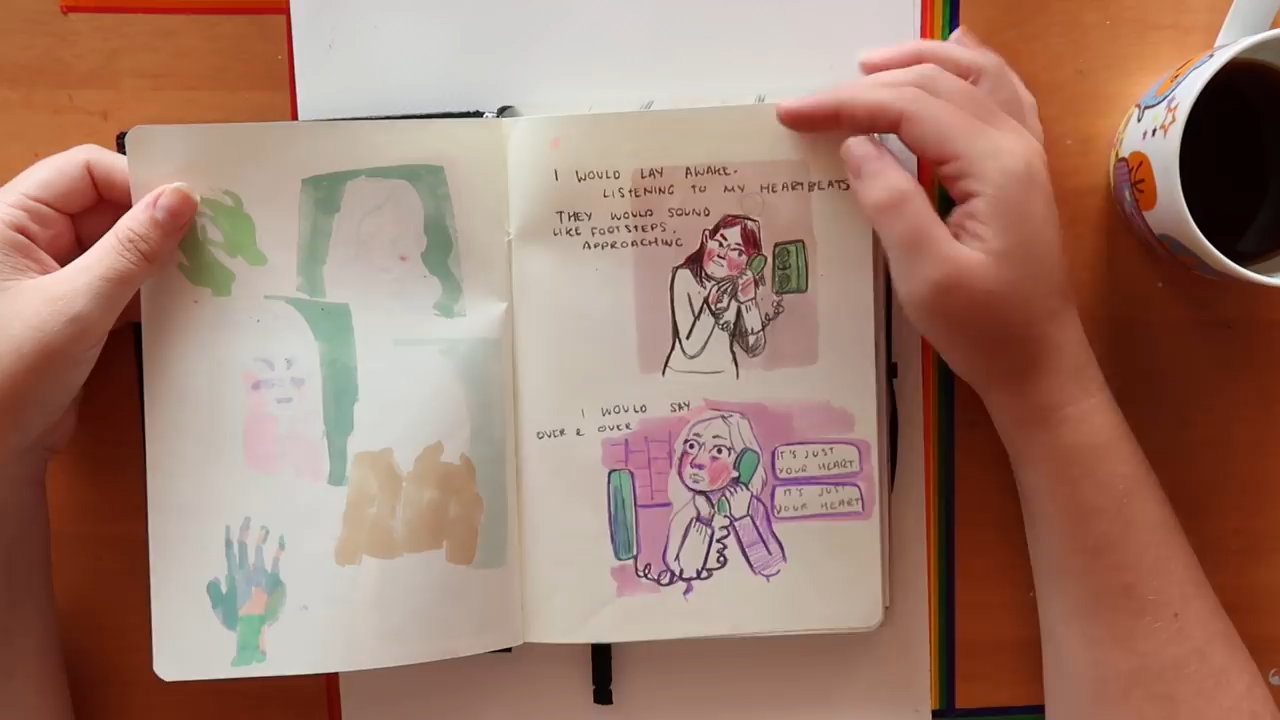 I WOULD LAY AWAKE.
LISTENING TO MY HEARTBEATS
THEY WOULD SOUND
LIKE FOOTSTEPS.
APPROACHING
I WOULD SAY
OVER & OVER
IT'S JUST
YOUR HEART
IT'S JUST
YOUR HEART